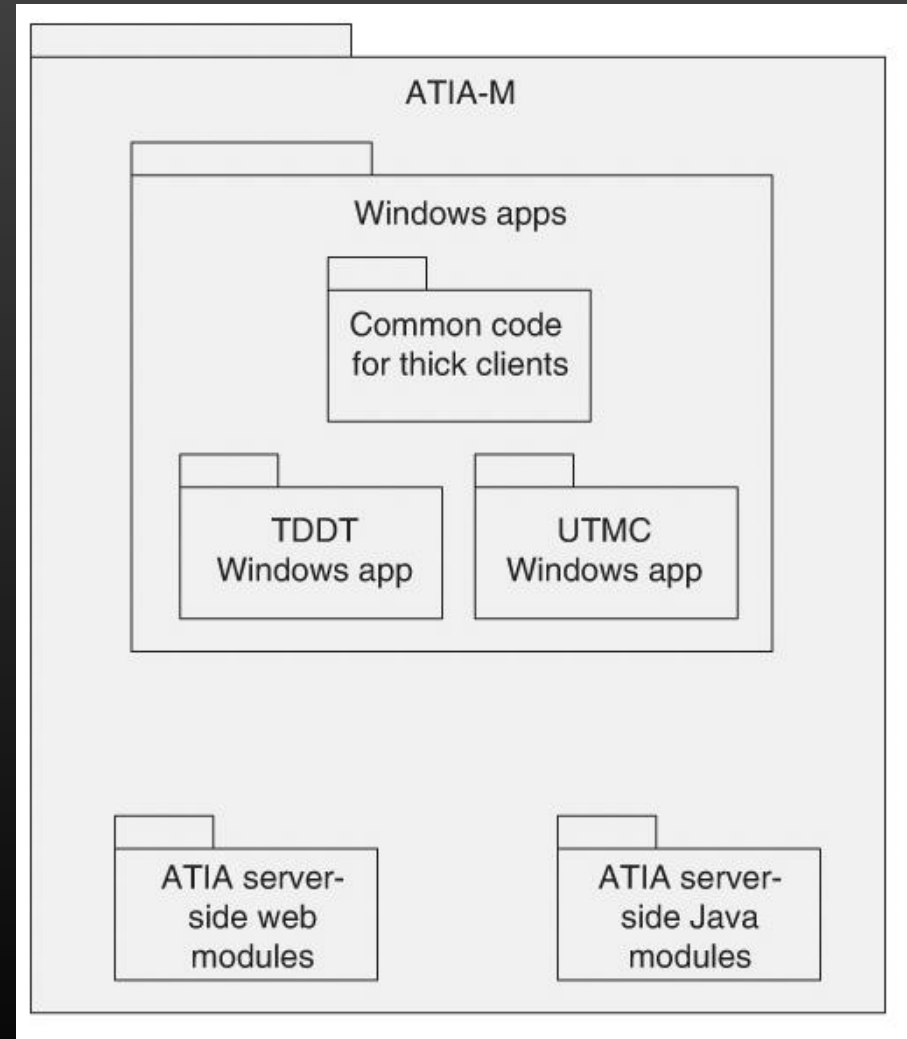 ATIA-M
Windows apps
Common code
for thick clients
TDDT
Windows app
UTMC
Windows app
ATIA server-
side web
modules
ATIA server-
side Java
modules